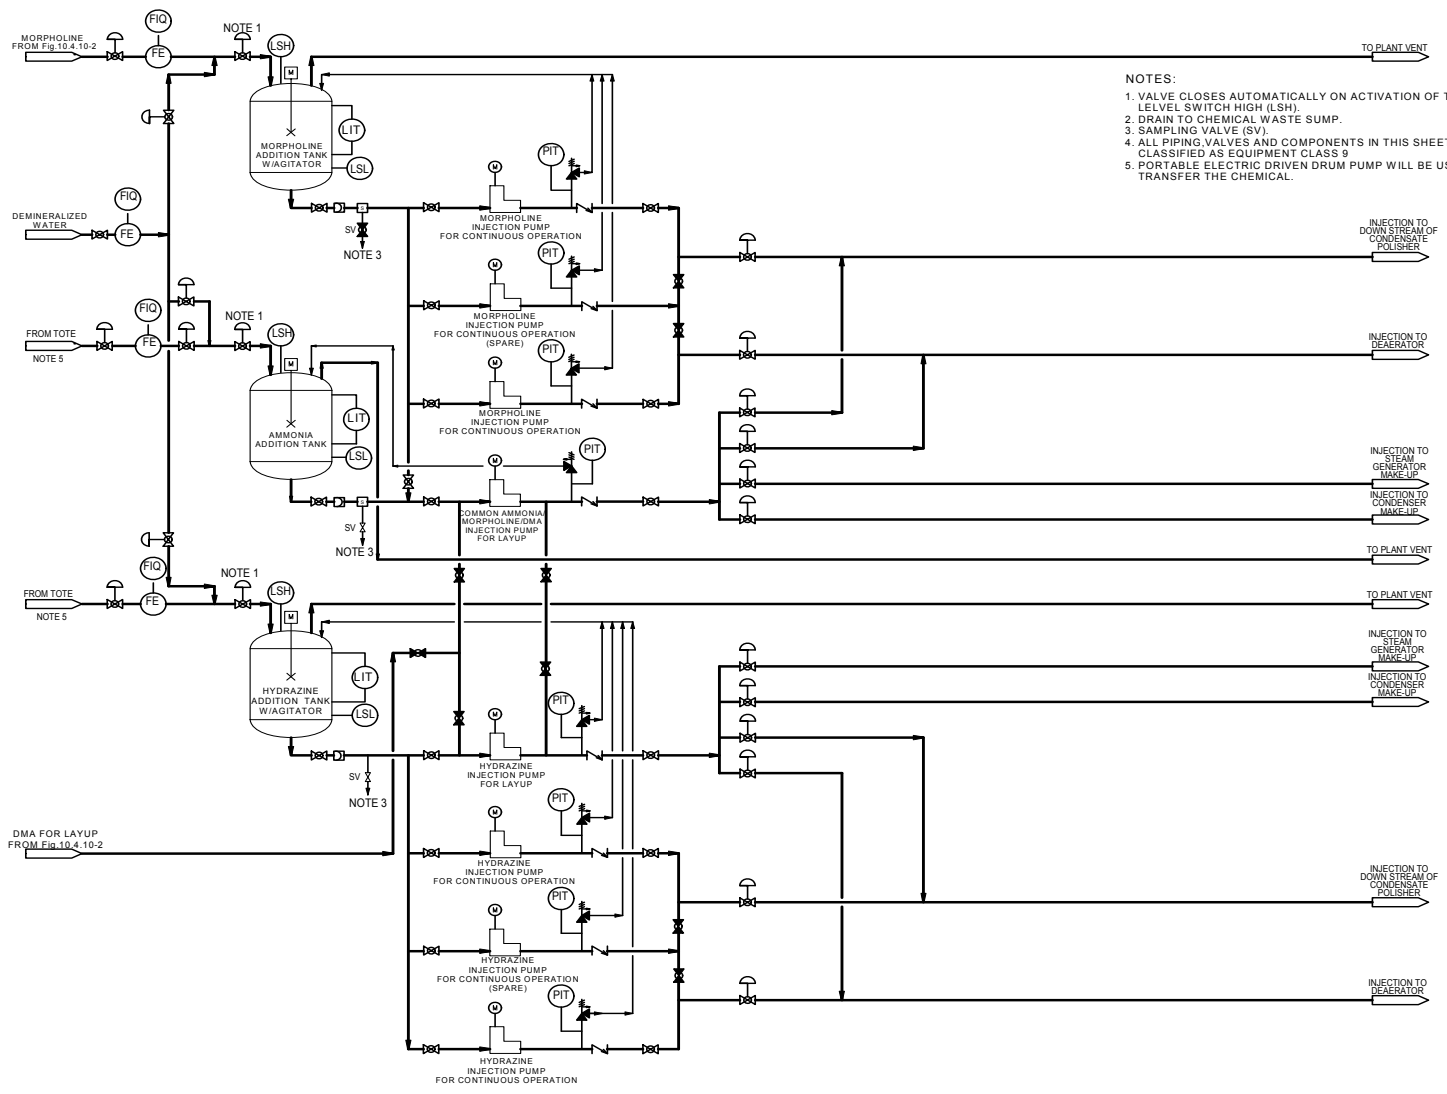 MORPHOLINE
FROM Fig.10.4.10-2
FIQ
FE
NOTE 1
LSH
M
MORPHOLINE
ADDITION TANK
W/AGITATOR
LIT
LSL
TO PLANT VENT
NOTES:
1. VALVE CLOSES AUTOMATICALLY ON ACTIVATION OF T
LELVEL SWITCH HIGH (LSH).
2. DRAIN TO CHEMICAL WASTE SUMP.
3. SAMPLING VALVE (SV).
4. ALL PIPING,VALVES AND COMPONENTS IN THIS SHEET
CLASSIFIED AS EQUIPMENT CLASS 9
5. PORTABLE ELECTRIC DRIVEN DRUM PUMP WILL BE US
TRANSFER THE CHEMICAL.
DEMINERALIZED
WATER
FIQ
FE
S
SV
NOTE 3
M
PIT
MORPHOLINE
INJECTION PUMP
FOR CONTINUOUS OPERATION
M
PIT
MORPHOLINE
INJECTION PUMP
FOR CONTINUOUS OPERATION
(SPARE)
M
PIT
MORPHOLINE
INJECTION PUMP
FOR CONTINUOUS OPERATION
INJECTION TO
DOWN STREAM OF
CONDENSATE
POLISHER
INJECTION TO
DEAERATOR
FROM TOTE
NOTE 5
FIQ
FE
NOTE 1
LSH
M
AMMONIA
ADDITION TANK
LIT
LSL
S
SV
NOTE 3
M
PIT
COMMON AMMONIA/
MORPHOLINE/DMA
INJECTION PUMP
FOR LAYUP
INJECTION TO
STEAM
GENERATOR
MAKE-UP
INJECTION TO
CONDENSER
MAKE-UP
TO PLANT VENT
FROM TOTE
NOTE 5
FIQ
FE
NOTE 1
LSH
M
HYDRAZINE
ADDITION TANK
W/AGITATOR
LIT
LSL
SV
NOTE 3
TO PLANT VENT
M
PIT
HYDRAZINE
INJECTION PUMP
FOR LAYUP
INJECTION TO
STEAM
GENERATOR
MAKE-UP
INJECTION TO
CONDENSER
MAKE-UP
DMA FOR LAYUP
FROM Fig.10.4.10-2
M
PIT
HYDRAZINE
INJECTION PUMP
FOR CONTINUOUS OPERATION
M
PIT
HYDRAZINE
INJECTION PUMP
FOR CONTINUOUS OPERATION
(SPARE)
M
PIT
HYDRAZINE
INJECTION PUMP
FOR CONTINUOUS OPERATION
INJECTION TO
DOWN STREAM OF
CONDENSATE
POLISHER
INJECTION TO
DEAERATOR